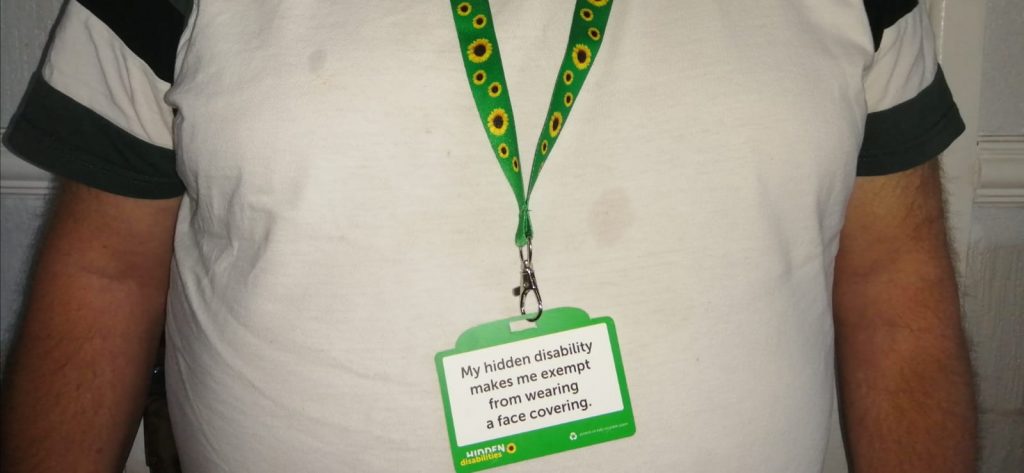 My hidden disability
makes me exempt
from wearing
a face covering.
HIDDEN
disabilities